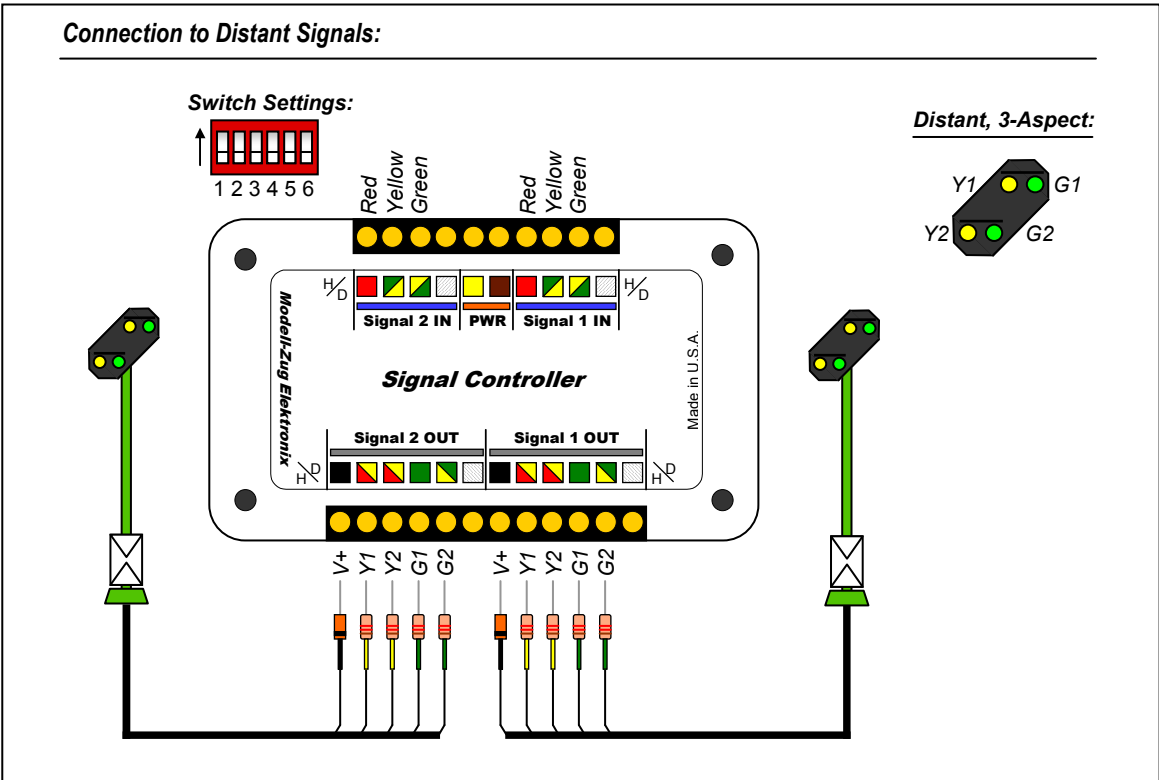 Connection to Distant Signals:
Switch Settings:
1 2 3 4 5 6
Distant, 3-Aspect:
Y1 G1
Y2 G2
Red Yellow Green Red Yellow Green
H/D H/D
Signal 2 IN PWR Signal 1 IN
Modell-Zug Elektronix
Signal Controller
Made in U.S.A.
Signal 2 OUT Signal 1 OUT
H/D H/D
V+ Y1 Y2 G1 G2 V+ Y1 Y2 G1 G2